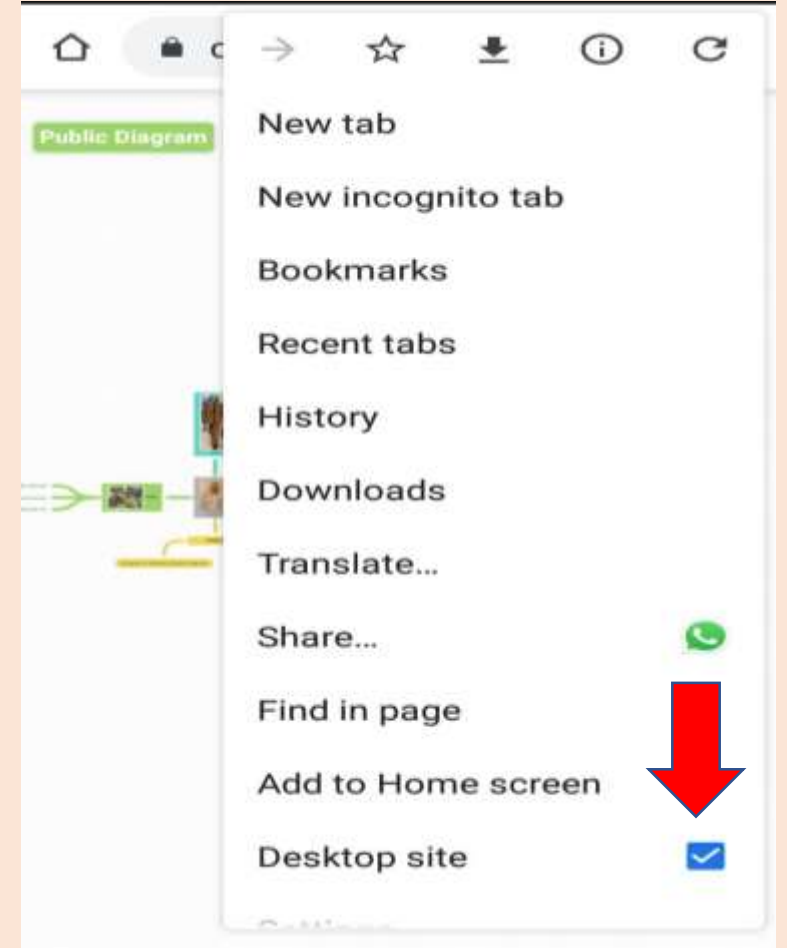 Public Diagram
New tab
New incognito tab
Bookmarks
Recent tabs
History
Downloads
Translate...
Share...
Find in page
Add to Home screen
Desktop site
Settings